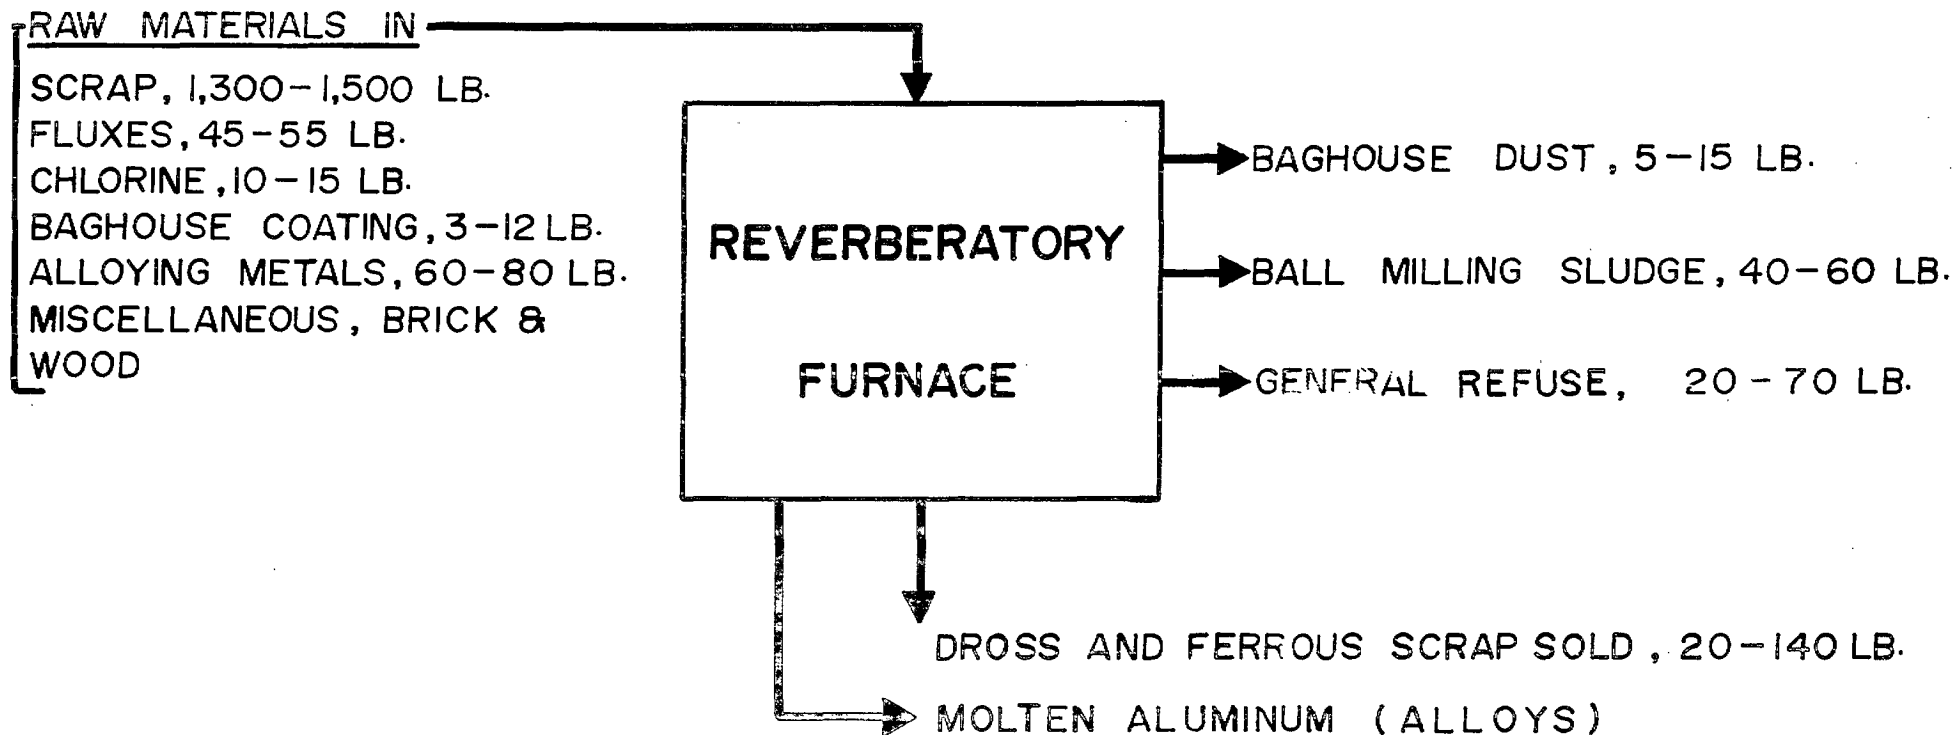 RAW MATERIALS IN
SCRAP, 1,300-1,500 LB.
FLUXES, 45-55 LB.
CHLORINE, 10-15 LB.
BAGHOUSE COATING, 3-12 LB.
ALLOYING METALS, 60-80 LB.
MISCELLANEOUS, BRICK &
WOOD
REVERBERATORY
FURNACE
BAGHOUSE DUST, 5-15 LB.
BALL MILLING SLUDGE, 40-60 LB.
GENERAL REFUSE, 20-70 LB.
DROSS AND FERROUS SCRAP SOLD, 20-140 LB.
MOLTEN ALUMINUM (ALLOYS)